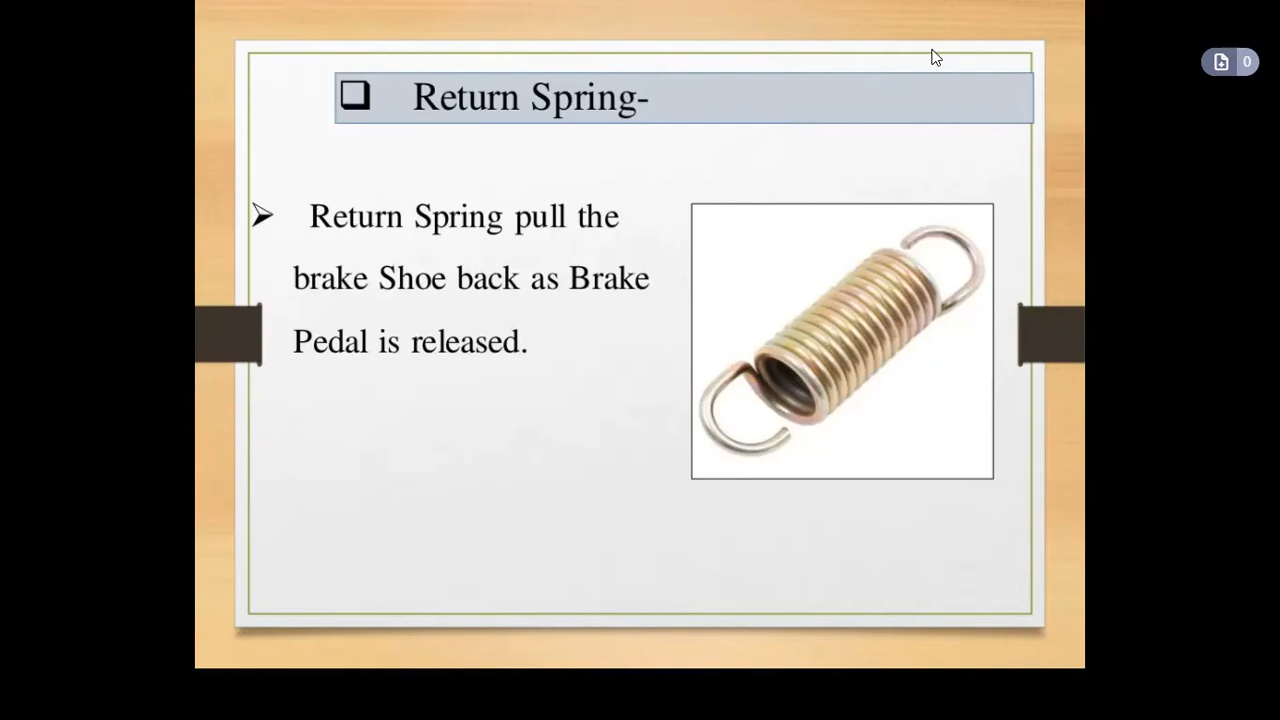 Return Spring-
Return Spring pull the
brake Shoe back as Brake
Pedal is released.
0